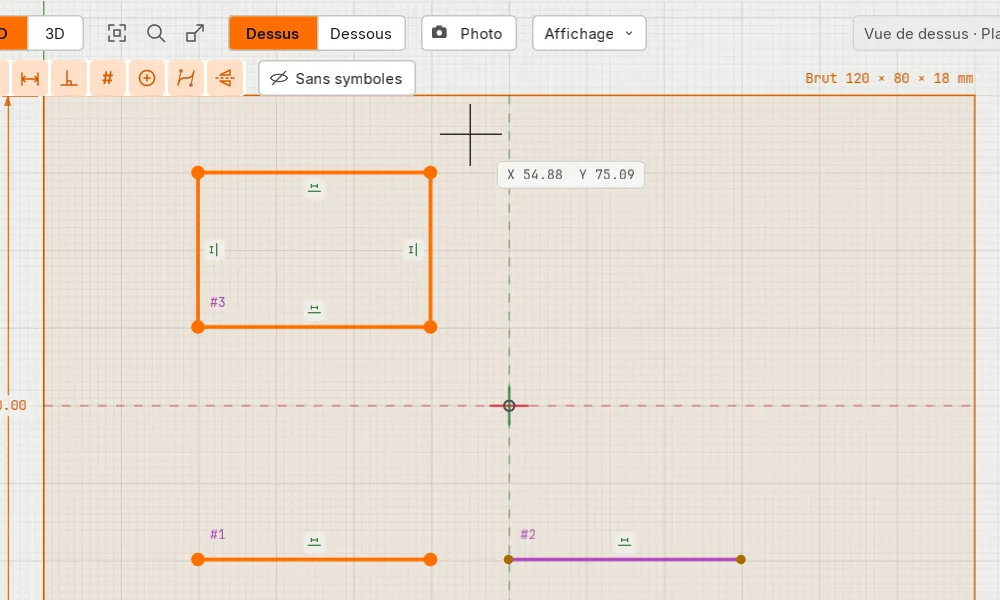 3D Dessus Dessous Photo Affichage Vue de dessus · Pla
# Sans symboles Brut 120 × 80 × 18 mm
X 54.88 Y 75.09
#3
0.00
#1 #2